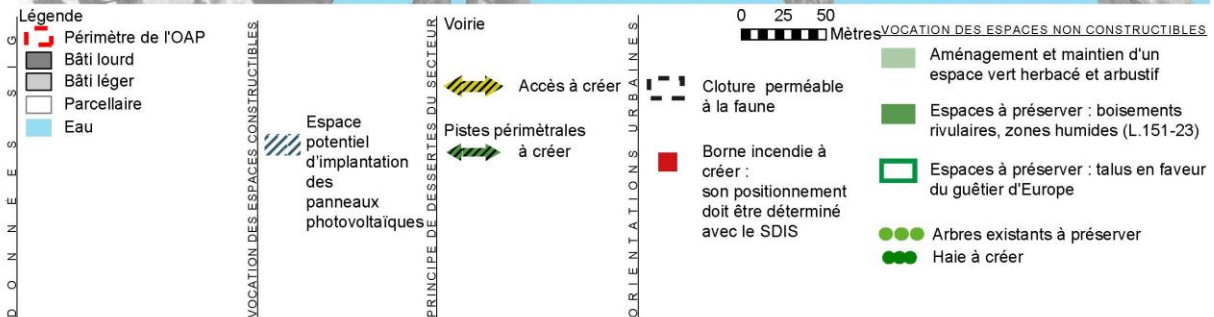 Légende
DONNÉES SIG
Périmètre de l'OAP
Bâti lourd
Bâti léger
Parcellaire
Eau
VOCATION DES ESPACES CONSTRUCTIBLES
Espace
potentiel
d'implantation
des
panneaux
photovoltaïques
PRINCIPE DE DESSERTES DU SECTEUR
Voirie
Accès à créer
Pistes périmètrales
à créer
ORIENTATIONS URBAINES
0 25 50
Mètres
Cloture perméable
à la faune
Borne incendie à
créer :
son positionnement
doit être déterminé
avec le SDIS
VOCATION DES ESPACES NON CONSTRUCTIBLES
Aménagement et maintien d'un
espace vert herbacé et arbustif
Espaces à préserver : boisements
rivulaires, zones humides (L.151-23)
Espaces à préserver : talus en faveur
du guêtier d'Europe
Arbres existants à préserver
Haie à créer